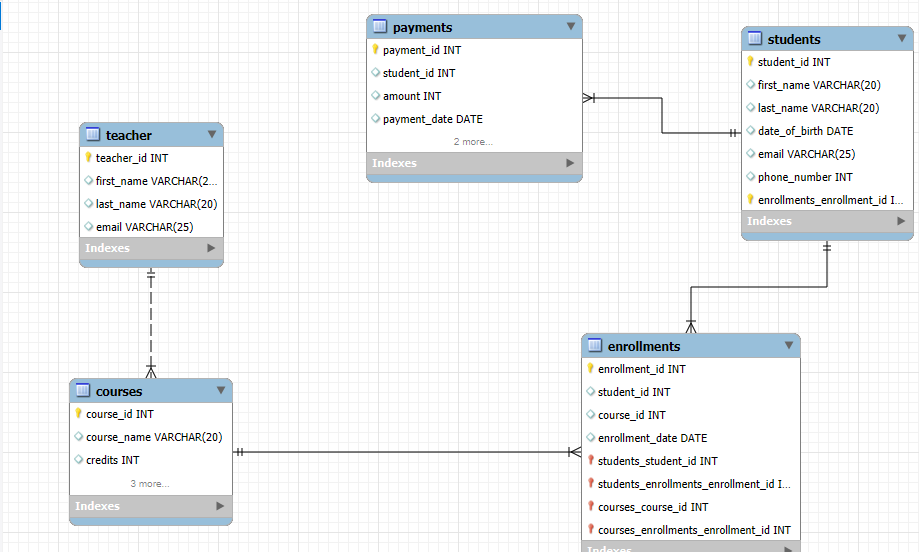 payments
payment_id INT
student_id INT
amount INT
payment_date DATE
2 more...
Indexes
students
student_id INT
first_name VARCHAR(20)
last_name VARCHAR(20)
date_of_birth DATE
email VARCHAR(25)
phone_number INT
enrollments_enrollment_id I...
Indexes
teacher
teacher_id INT
first_name VARCHAR(2...
last_name VARCHAR(20)
email VARCHAR(25)
Indexes
courses
course_id INT
course_name VARCHAR(20)
credits INT
3 more...
Indexes
enrollments
enrollment_id INT
student_id INT
course_id INT
enrollment_date DATE
students_student_id INT
students_enrollments_enrollment_id I...
courses_course_id INT
courses_enrollments_enrollment_id INT
Indexes